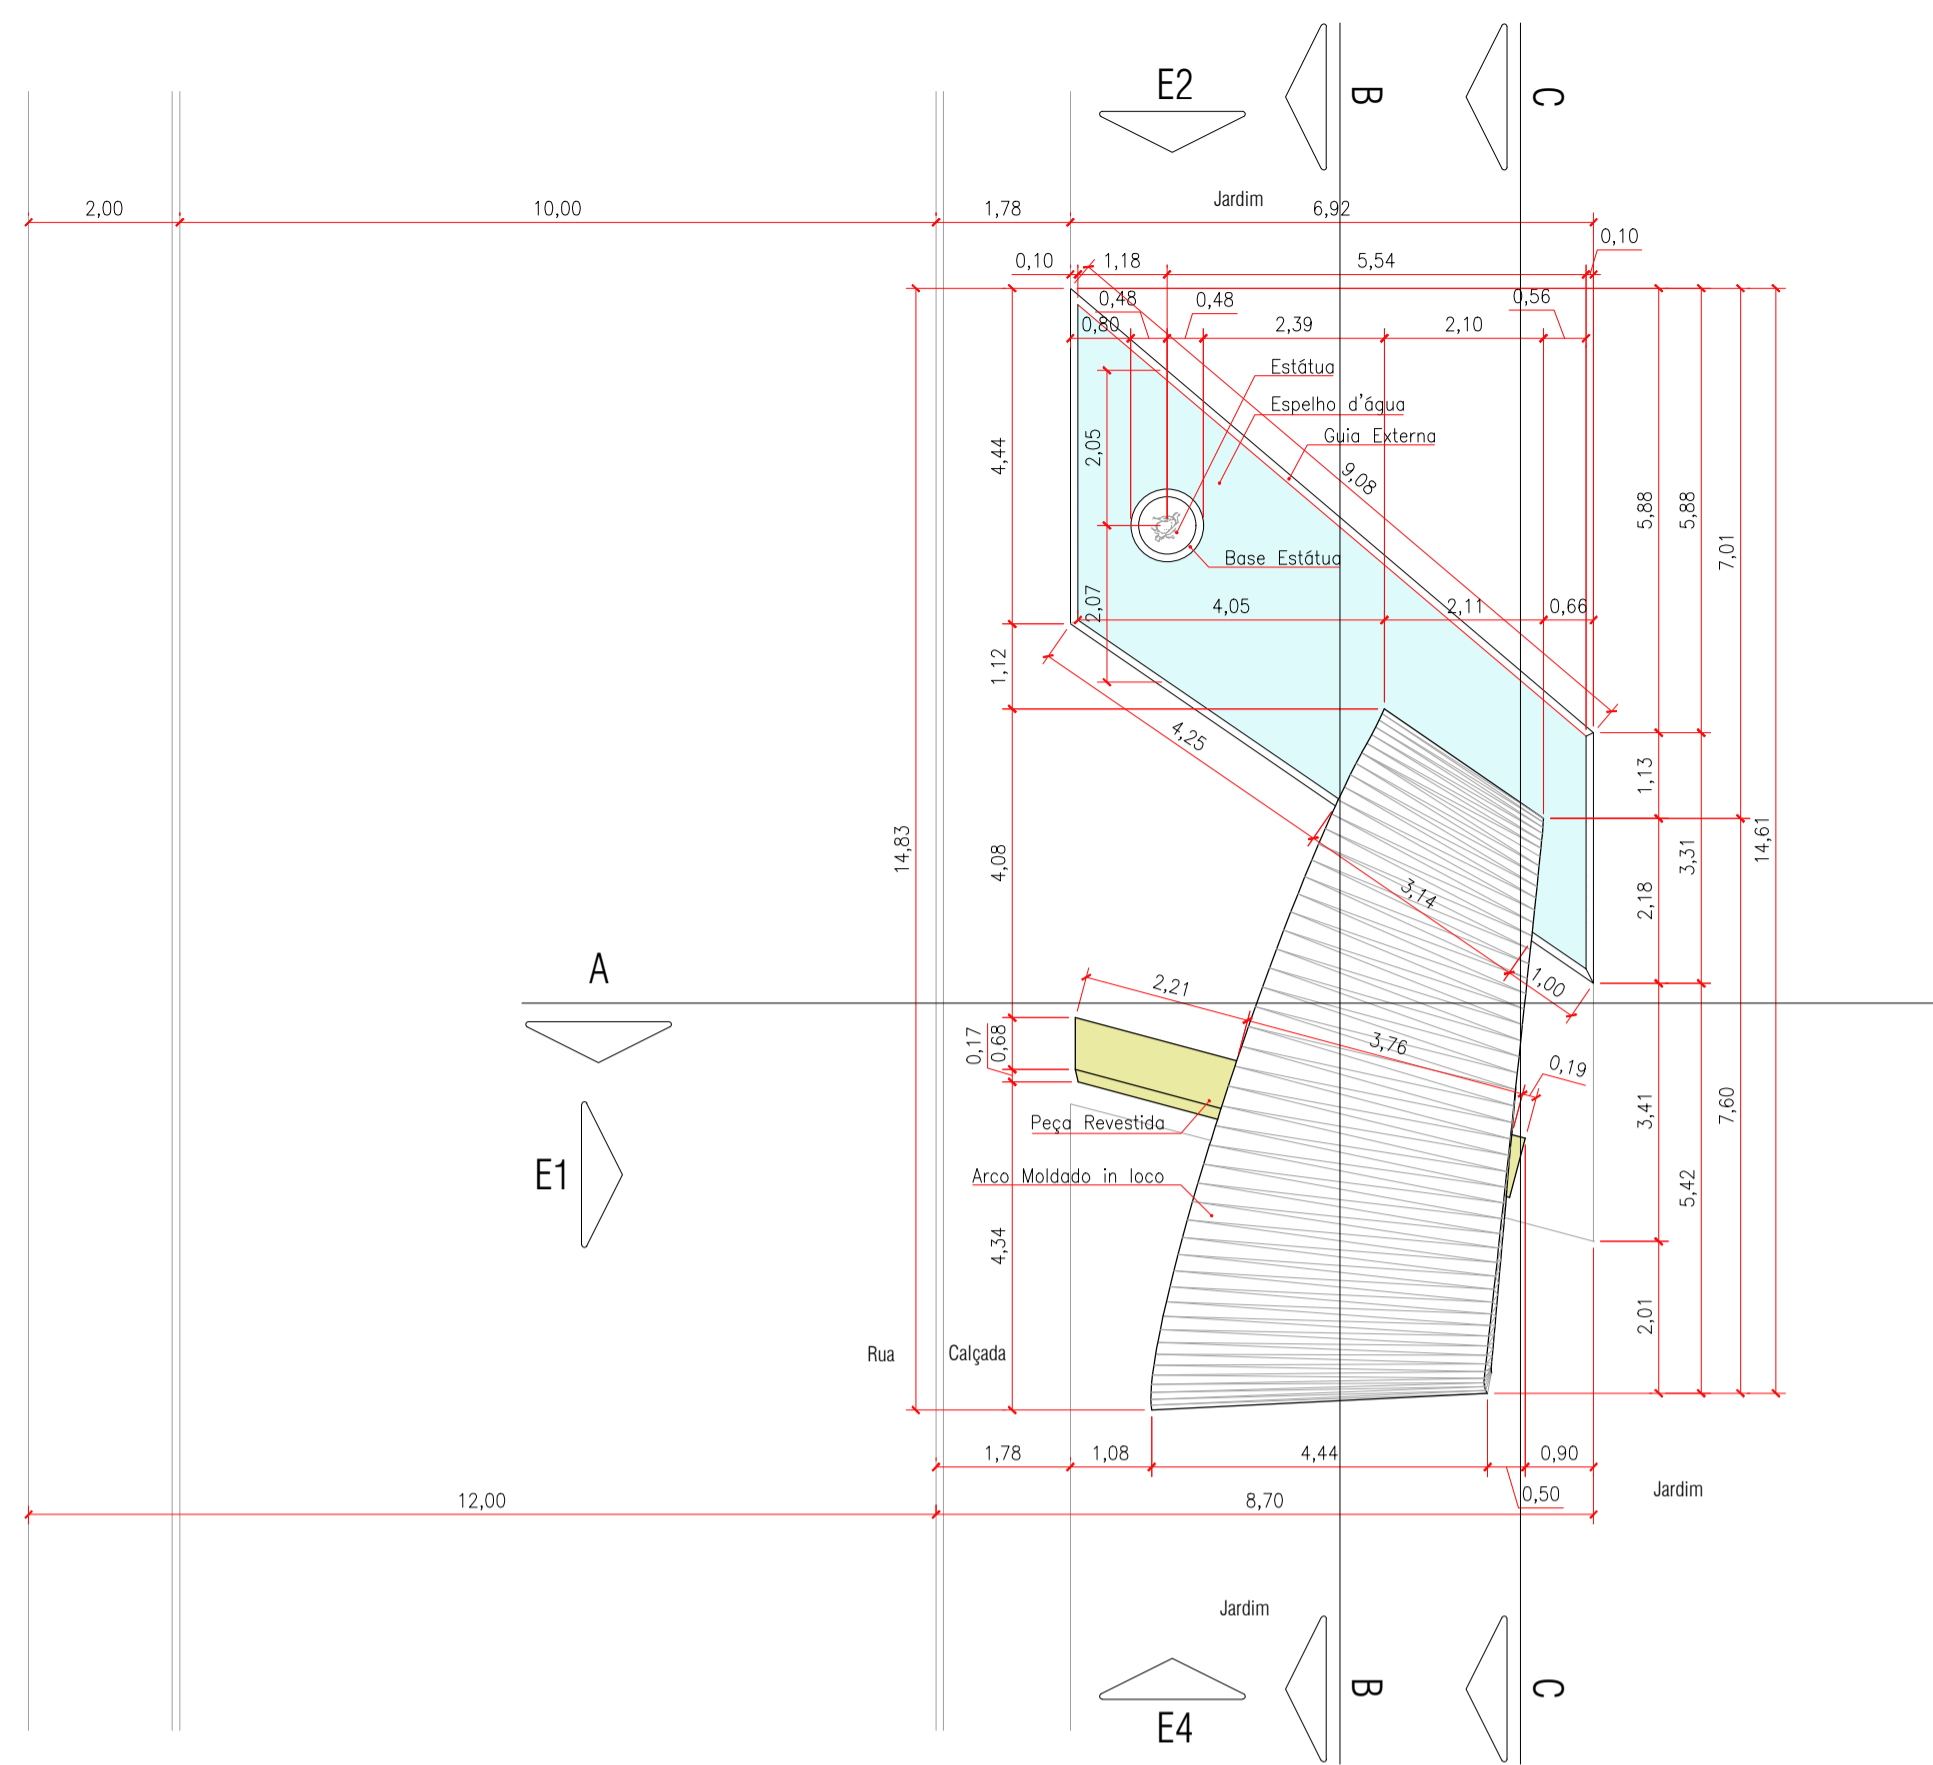 E2
B
C
Jardim
2,00
10,00
1,78
6,92
0,10
0,10
1,18
5,54
0,48
0,48
0,56
0,80
2,39
2,10
Estátua
Espelho d'água
Guia Externa
4,44
2,05
9,08
5,88
5,88
7,01
Base Estátua
2,07
4,05
2,11
0,66
1,12
4,25
1,13
14,83
4,08
3,31
14,61
3,14
2,18
A
2,21
1,00
0,17
0,68
3,76
0,19
Peça Revestida
3,41
7,60
E1
Arco Moldado in loco
5,42
4,34
2,01
Rua
Calçada
1,78
1,08
4,44
0,90
12,00
8,70
0,50
Jardim
Jardim
E4
B
C